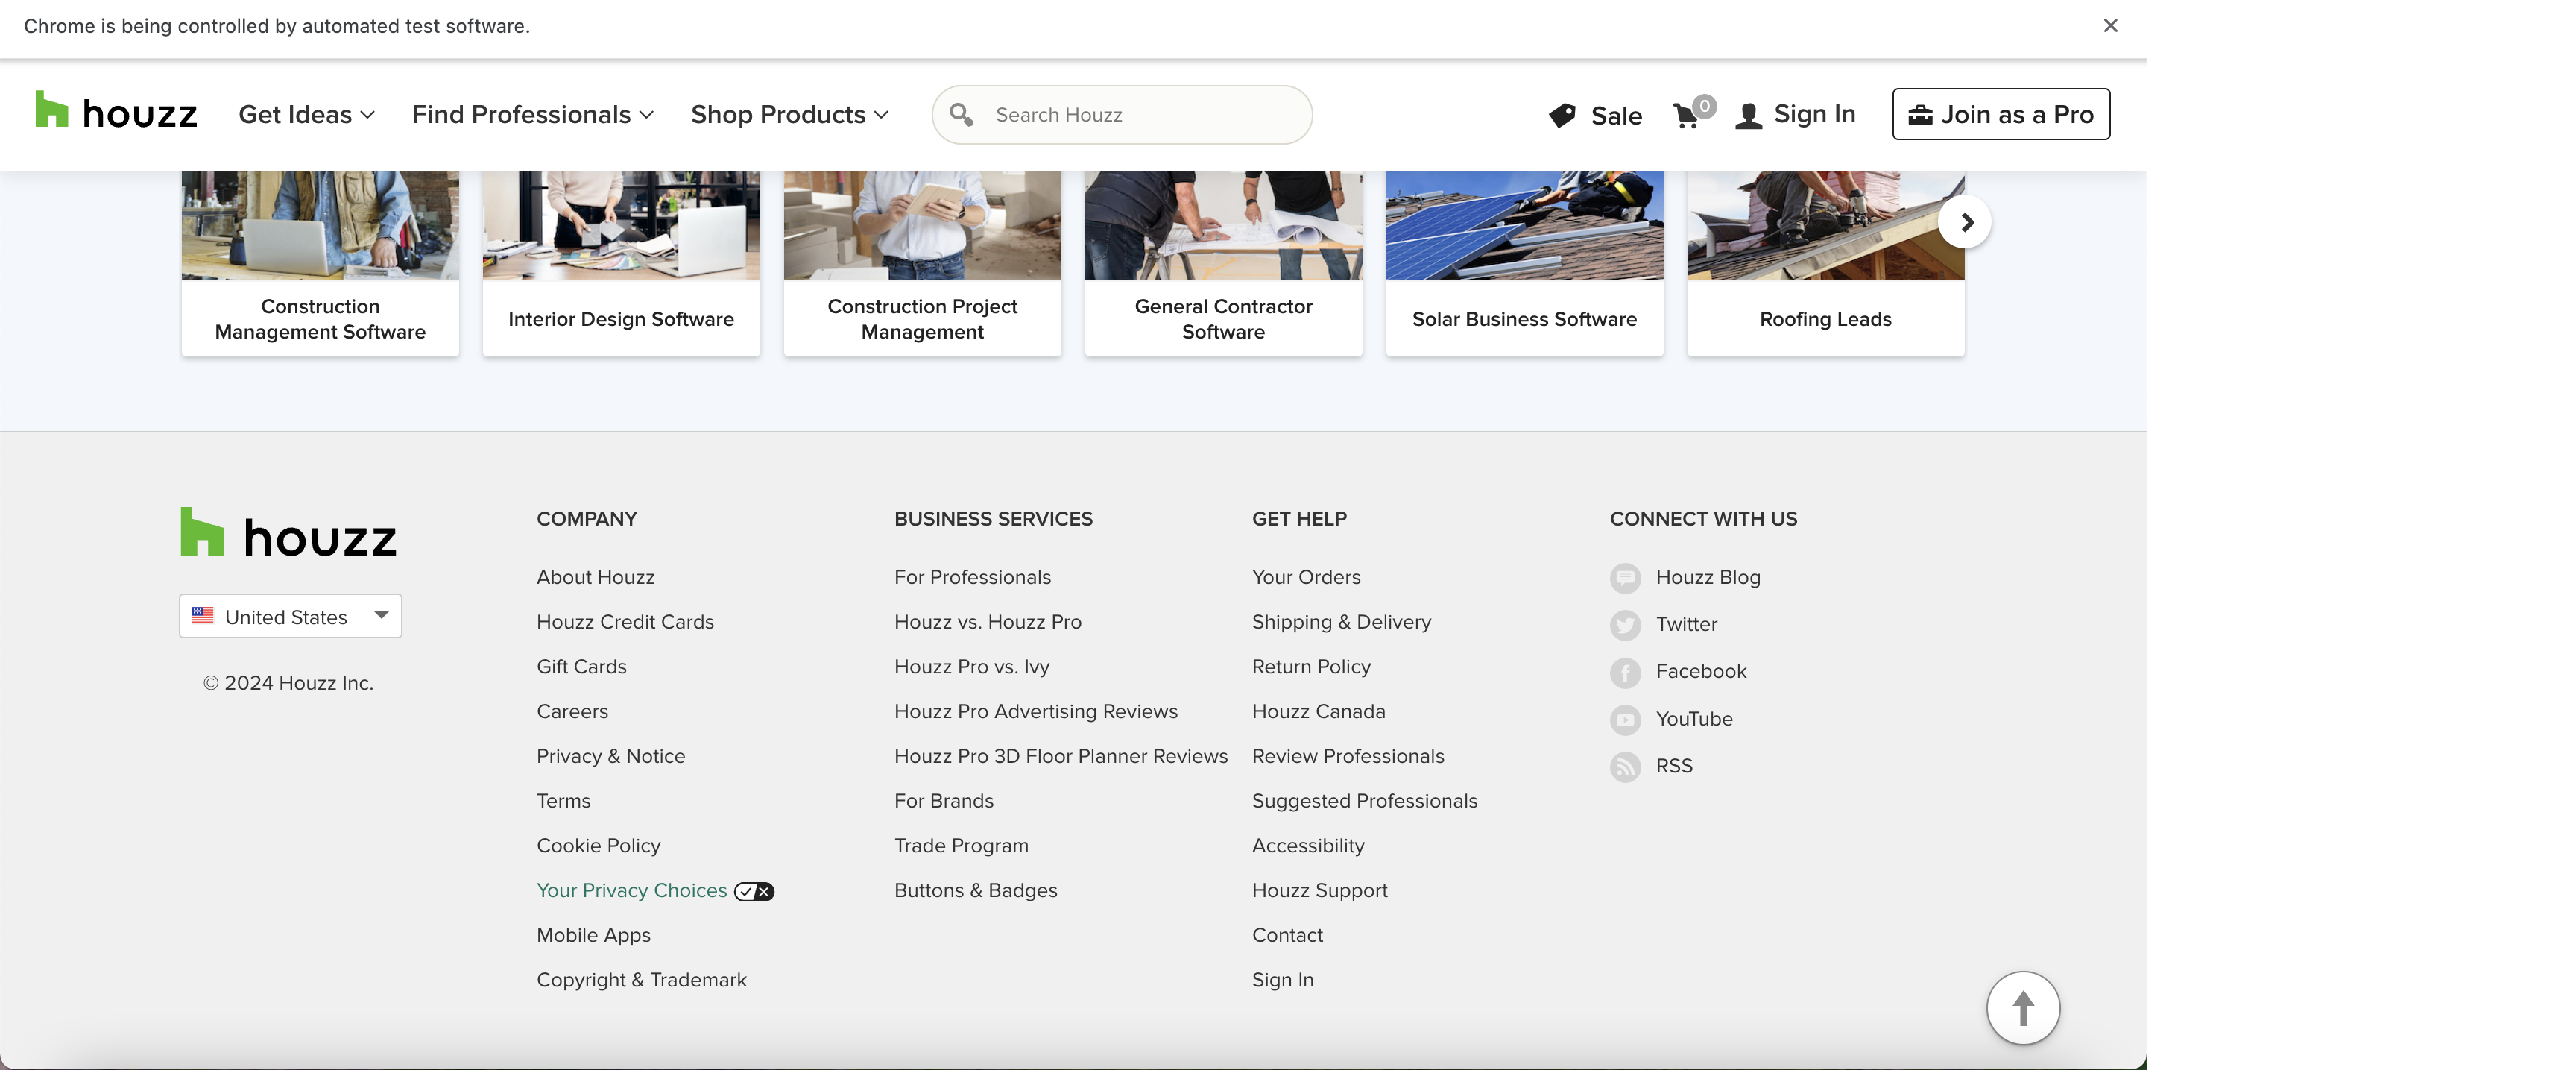 Chrome is being controlled by automated test software.
houzz Get Ideas Find Professionals Shop Products Search Houzz Sale 0 Sign In Join as a Pro
Construction
Management Software
Interior Design Software
Construction Project
Management
General Contractor
Software
Solar Business Software
Roofing Leads
houzz
United States
© 2024 Houzz Inc.
COMPANY
About Houzz
Houzz Credit Cards
Gift Cards
Careers
Privacy & Notice
Terms
Cookie Policy
Your Privacy Choices
Mobile Apps
Copyright & Trademark
BUSINESS SERVICES
For Professionals
Houzz vs. Houzz Pro
Houzz Pro vs. Ivy
Houzz Pro Advertising Reviews
Houzz Pro 3D Floor Planner Reviews
For Brands
Trade Program
Buttons & Badges
GET HELP
Your Orders
Shipping & Delivery
Return Policy
Houzz Canada
Review Professionals
Suggested Professionals
Accessibility
Houzz Support
Contact
Sign In
CONNECT WITH US
Houzz Blog
Twitter
Facebook
YouTube
RSS